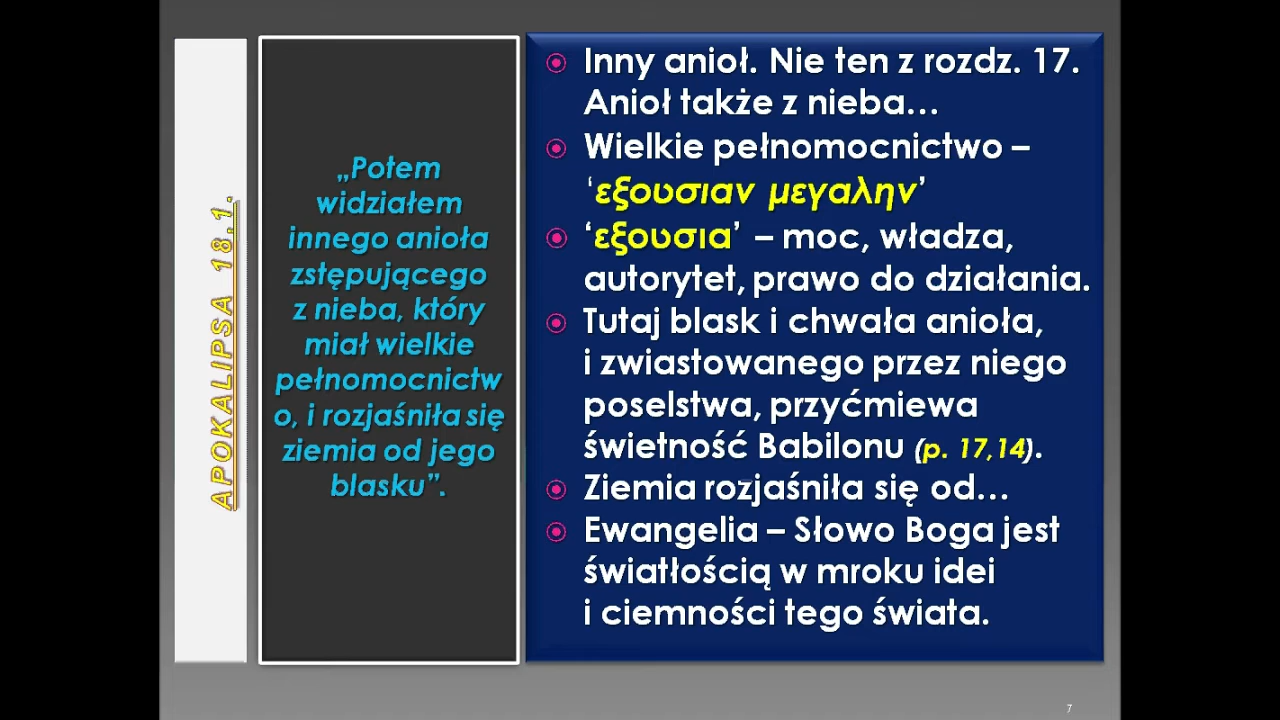 APOKALIPSA 18.1.
„Potem
widziałem
innego anioła
zstępującego
z nieba, który
miał wielkie
pełnomocnictw
o, i rozjaśniła się
ziemia od jego
blasku”.
Inny anioł. Nie ten z rozdz. 17.
Anioł także z nieba…
Wielkie pełnomocnictwo –
‘εξουσιαν μεγαλην’
‘εξουσια’ – moc, władza,
autorytet, prawo do działania.
Tutaj blask i chwała anioła,
i zwiastowanego przez niego
poselstwa, przyćmiewa
świetność Babilonu (p. 17,14).
Ziemia rozjaśniła się od…
Ewangelia – Słowo Boga jest
światłością w mroku idei
i ciemności tego świata.
7